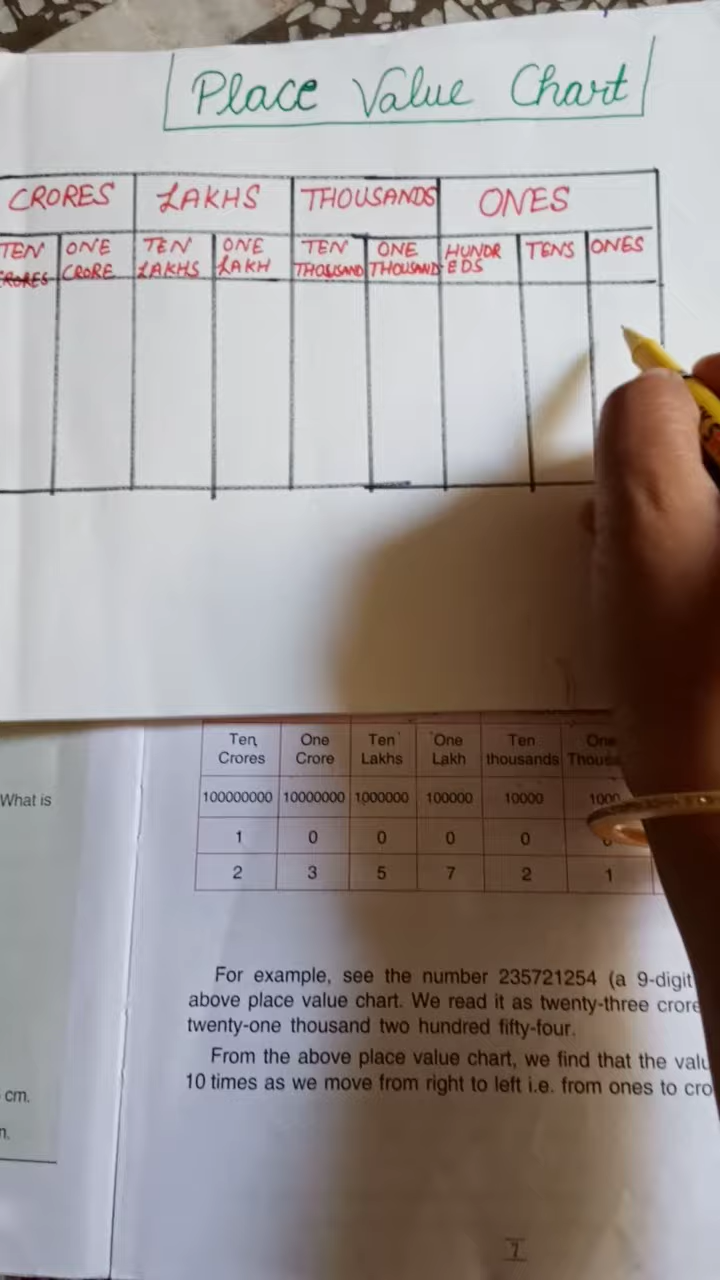 Place Value Chart
CRORES LAKHS THOUSANDS ONES
TEN ONE TEN ONE TEN ONE HUNDR TENS ONES
CRORES CRORE LAKHS LAKH THOUSAND THOUSAND EDS
Ten One Ten One Ten One
Crores Crore Lakhs Lakh thousands
100000000 10000000 1000000 100000 10000 1000
1 0 0 0 0
2 3 5 7 2 1
What is
cm.
For example, see the number 235721254 (a 9-digit
above place value chart. We read it as twenty-three crore
twenty-one thousand two hundred fifty-four.
From the above place value chart, we find that the
10 times as we move from right to left i.e. from ones to
7